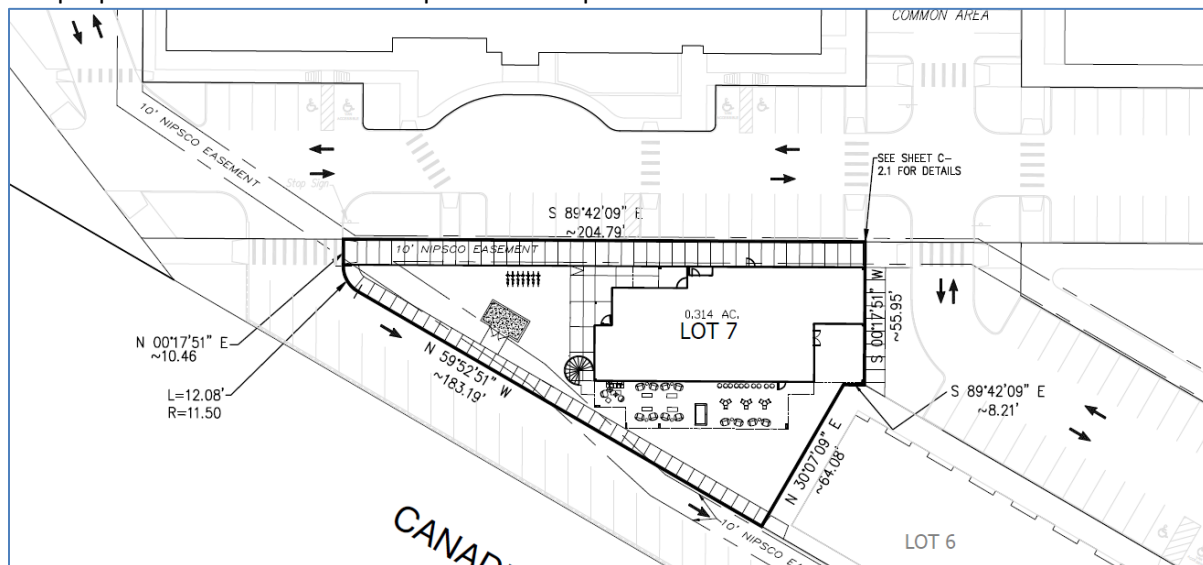 COMMON AREA
10' NIPSCO EASEMENT
SEE SHEET C-
2.1 FOR DETAILS
Stop Sign
S 89°42'09" E
~204.79'
10' NIPSCO EASEMENT
N 00°17'51" E
~10.46
L=12.08'
R=11.50
N 59°52'51" W
~183.19'
0.314 AC.
LOT 7
S 00°17'51" W
~55.95'
S 89°42'09" E
~8.21'
N 30°07'09" E
~64.08'
10' NIPSCO EA
LOT 6
CANAD